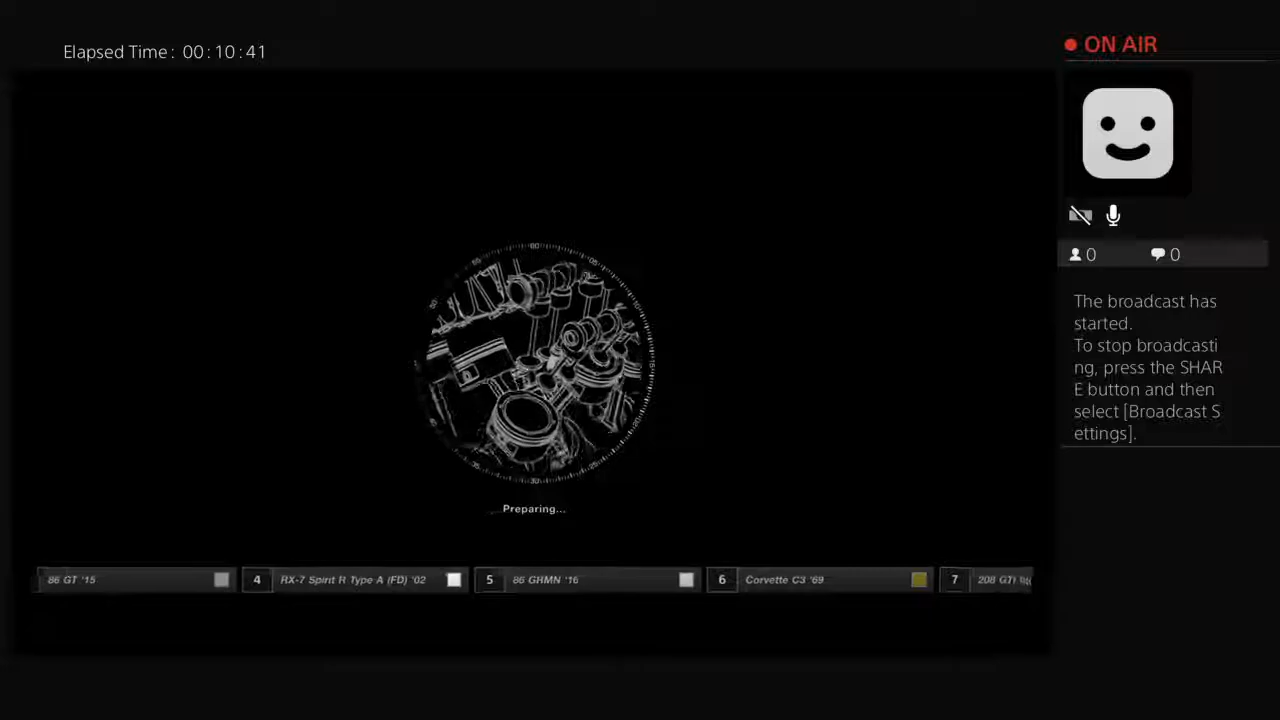 Elapsed Time: 00:10:41
ON AIR
0
0
The broadcast has
started.
To stop broadcasti
ng, press the SHAR
E button and then
select [Broadcast S
ettings].
Preparing...
86 GT '15
4 RX-7 Spirit R Type A (FD) '02
5 86 GRMN '16
6 Corvette C3 '69
7 208 GTi